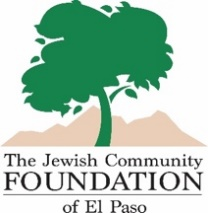 The Jewish Community
FOUNDATION
of El Paso